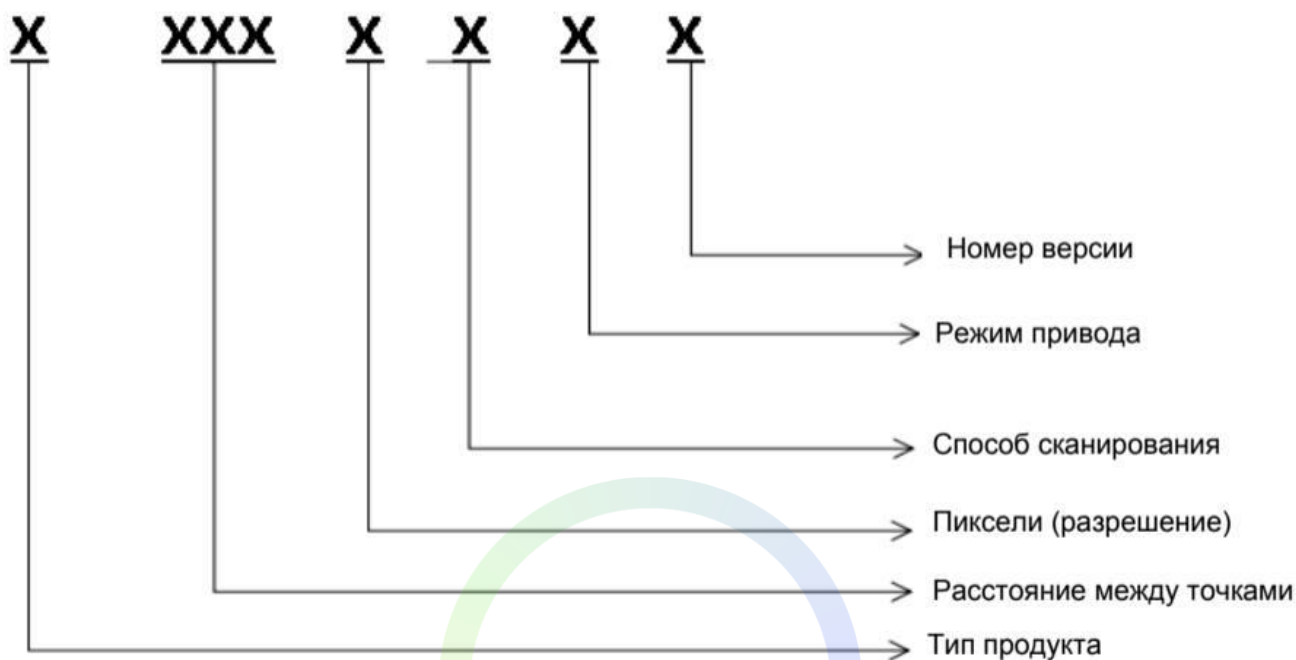 X XXX X X X X
Номер версии
Режим привода
Способ сканирования
Пиксели (разрешение)
Расстояние между точками
Тип продукта